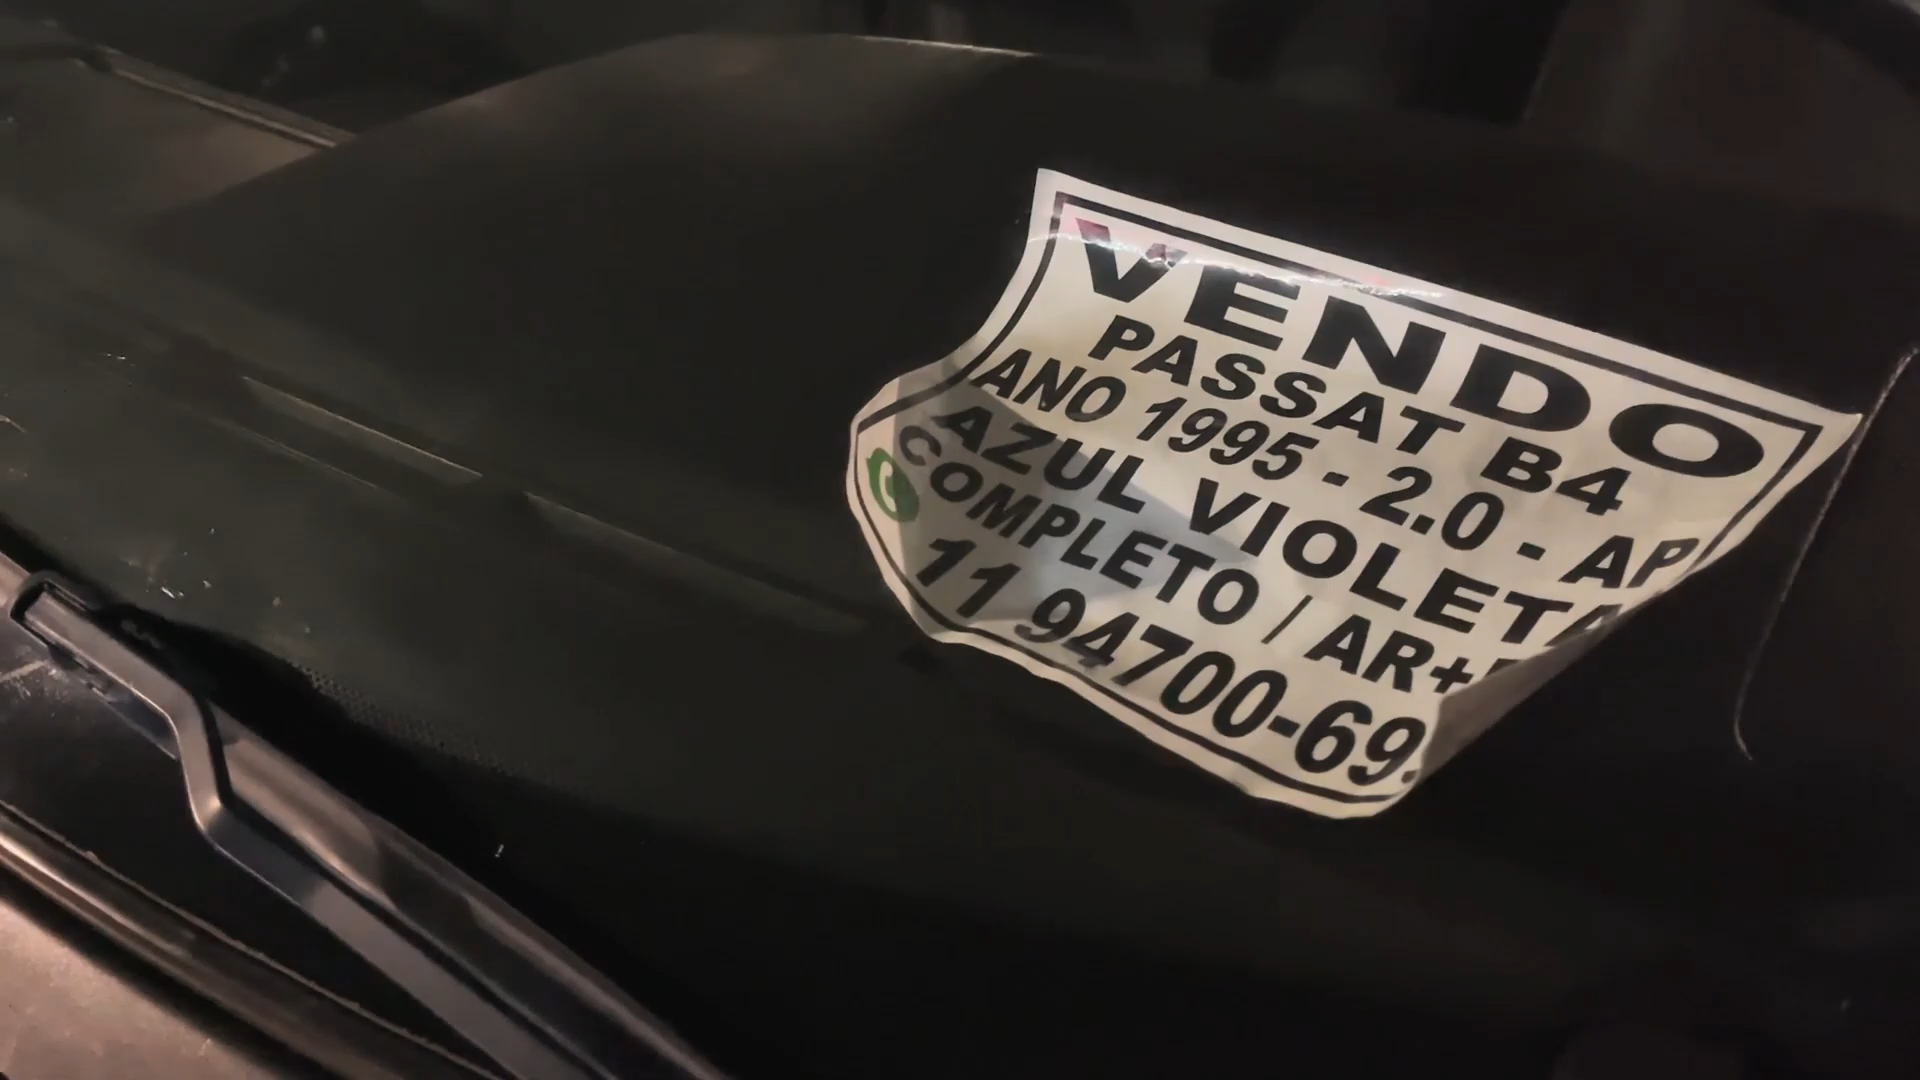 VENDO
PASSAT B4
ANO 1995 - 2.0 - AP
AZUL VIOLETA
COMPLETO / AR+
11 94700-69